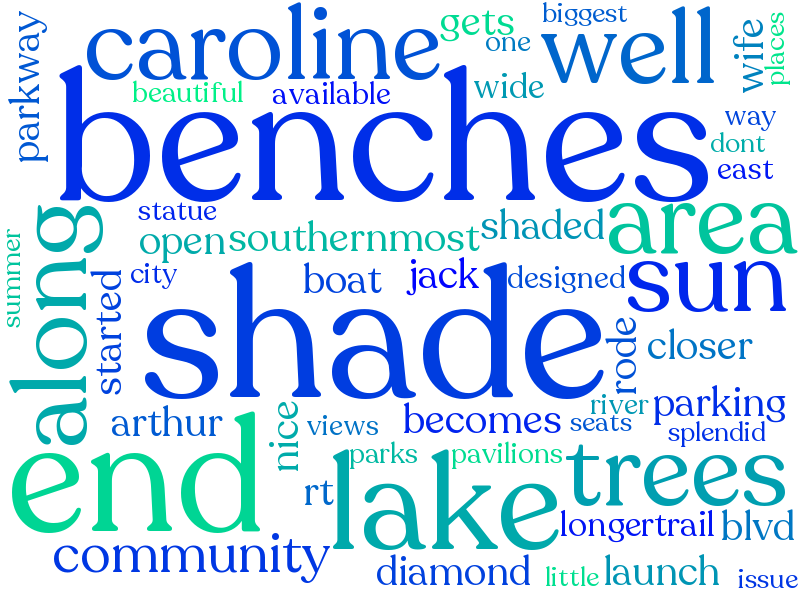 parkway
caroline
gets
biggest
one
well
wife
places
beautiful
available
wide
benches
way
dont
east
along
statue
open
southernmost
shaded
area
summer
started
city
boat
jack
designed
sun
shade
rode
closer
arthur
nice
views
becomes
river
seats
parking
splendid
end
parks
pavilions
rt
lake
trees
longertrail
blvd
community
diamond
little
launch
issue